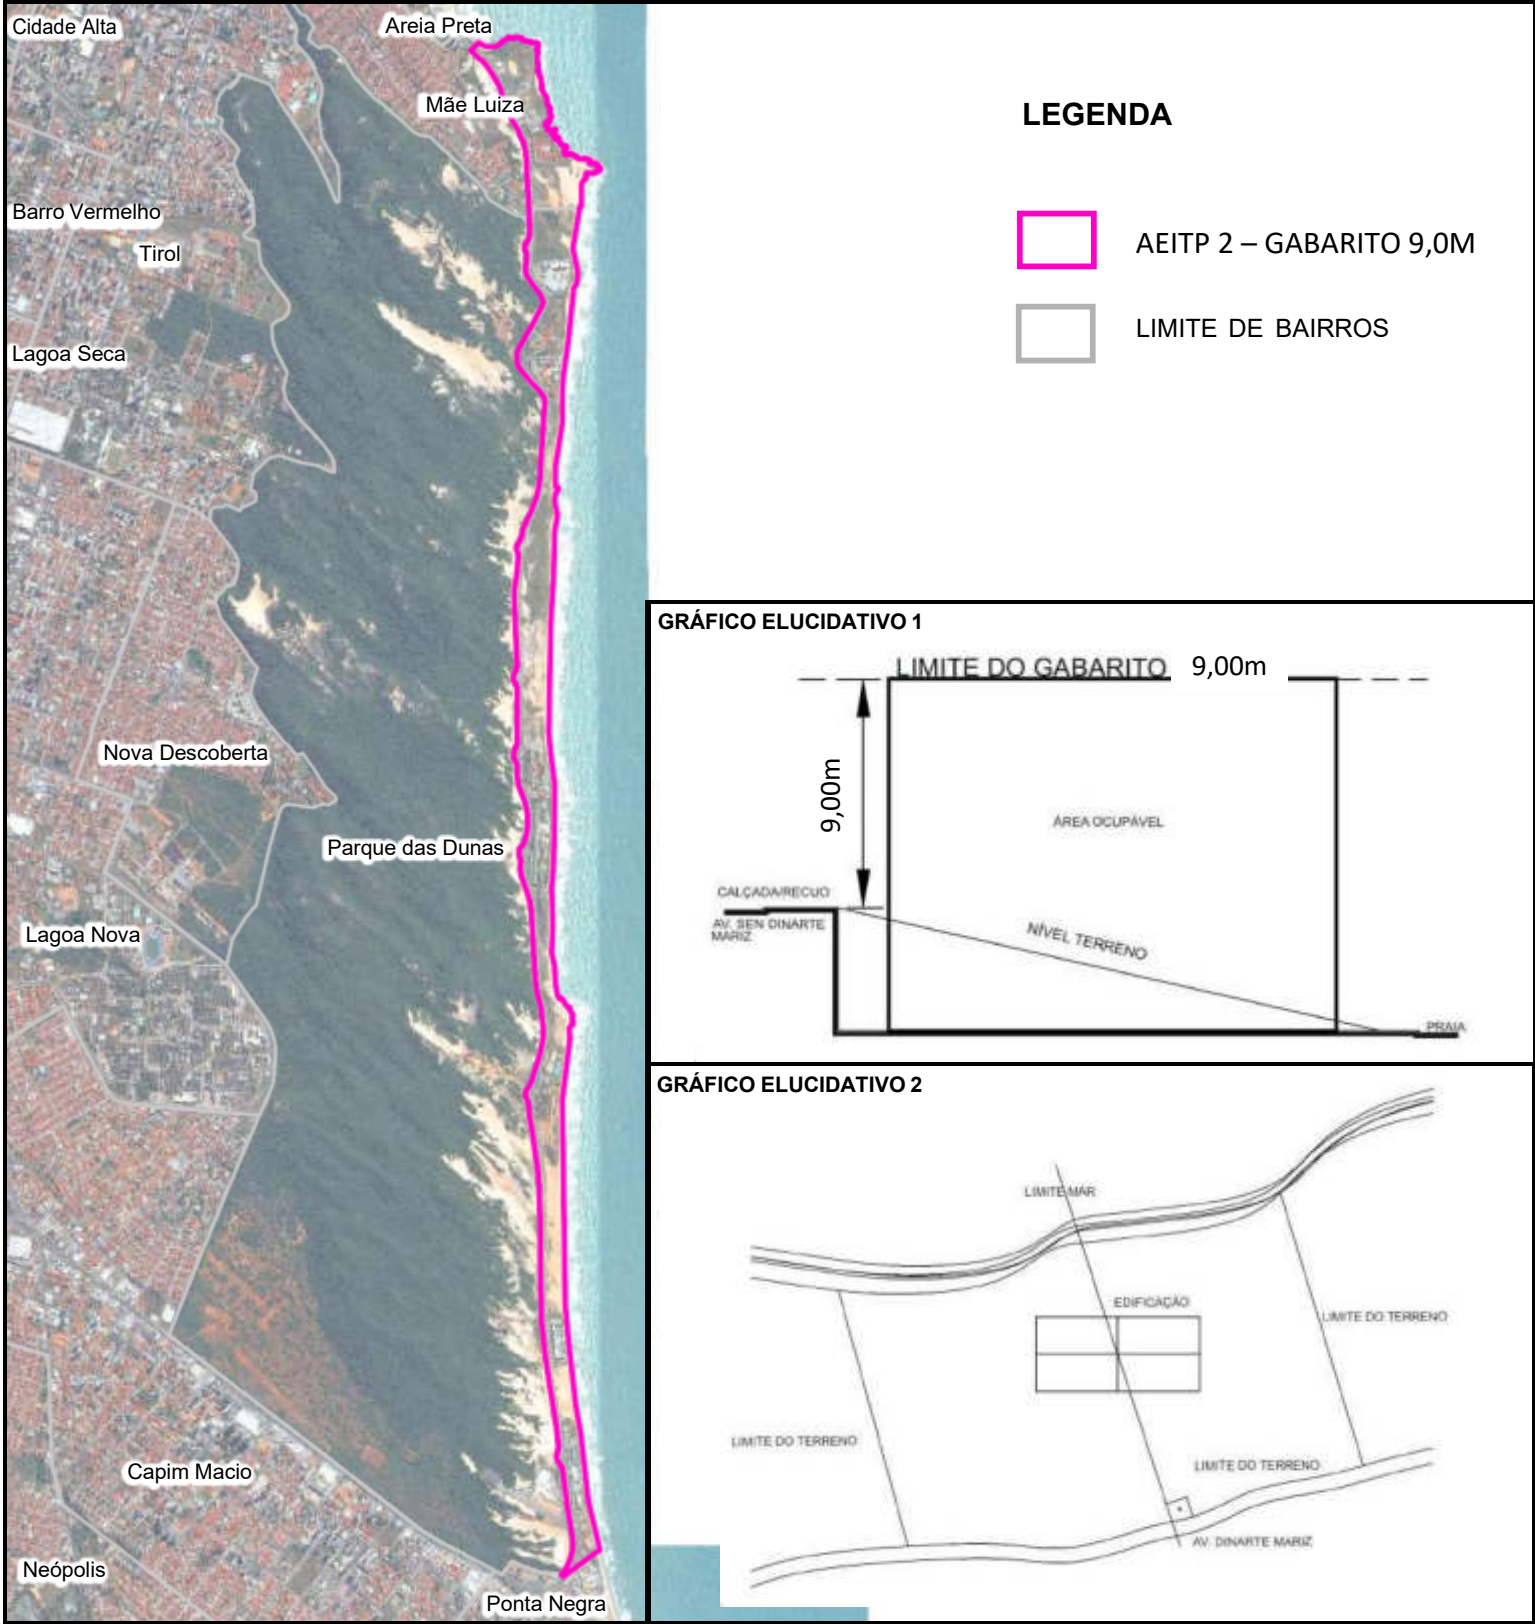 Cidade Alta
Areia Preta
Mãe Luiza
Barro Vermelho
Tirol
Lagoa Seca
Nova Descoberta
Parque das Dunas
Lagoa Nova
Capim Macio
Neópolis
Ponta Negra
LEGENDA
AEITP 2 – GABARITO 9,0M
LIMITE DE BAIRROS
GRÁFICO ELUCIDATIVO 1
LIMITE DO GABARITO 9,00m
9,00m
ÁREA OCUPÁVEL
CALÇADA/RECUO
AV. SEN DINARTE
MARIZ
NÍVEL TERRENO
PRAIA
GRÁFICO ELUCIDATIVO 2
LIMITE MAR
EDIFICAÇÃO
LIMITE DO TERRENO
LIMITE DO TERRENO
LIMITE DO TERRENO
AV. DINARTE MARIZ